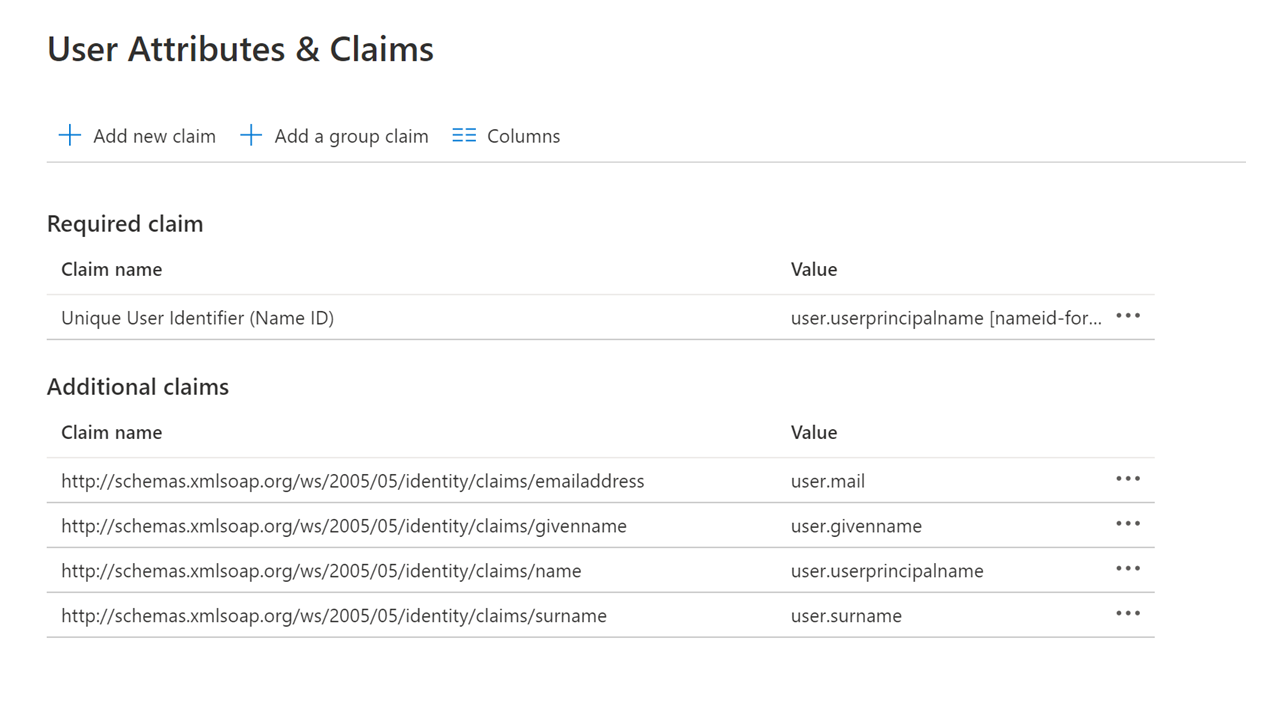 User Attributes & Claims
Add new claim Add a group claim Columns
Required claim
Claim name Value
Unique User Identifier (Name ID) user.userprincipalname [nameid-for...
Additional claims
Claim name Value
http://schemas.xmlsoap.org/ws/2005/05/identity/claims/emailaddress user.mail
http://schemas.xmlsoap.org/ws/2005/05/identity/claims/givenname user.givenname
http://schemas.xmlsoap.org/ws/2005/05/identity/claims/name user.userprincipalname
http://schemas.xmlsoap.org/ws/2005/05/identity/claims/surname user.surname